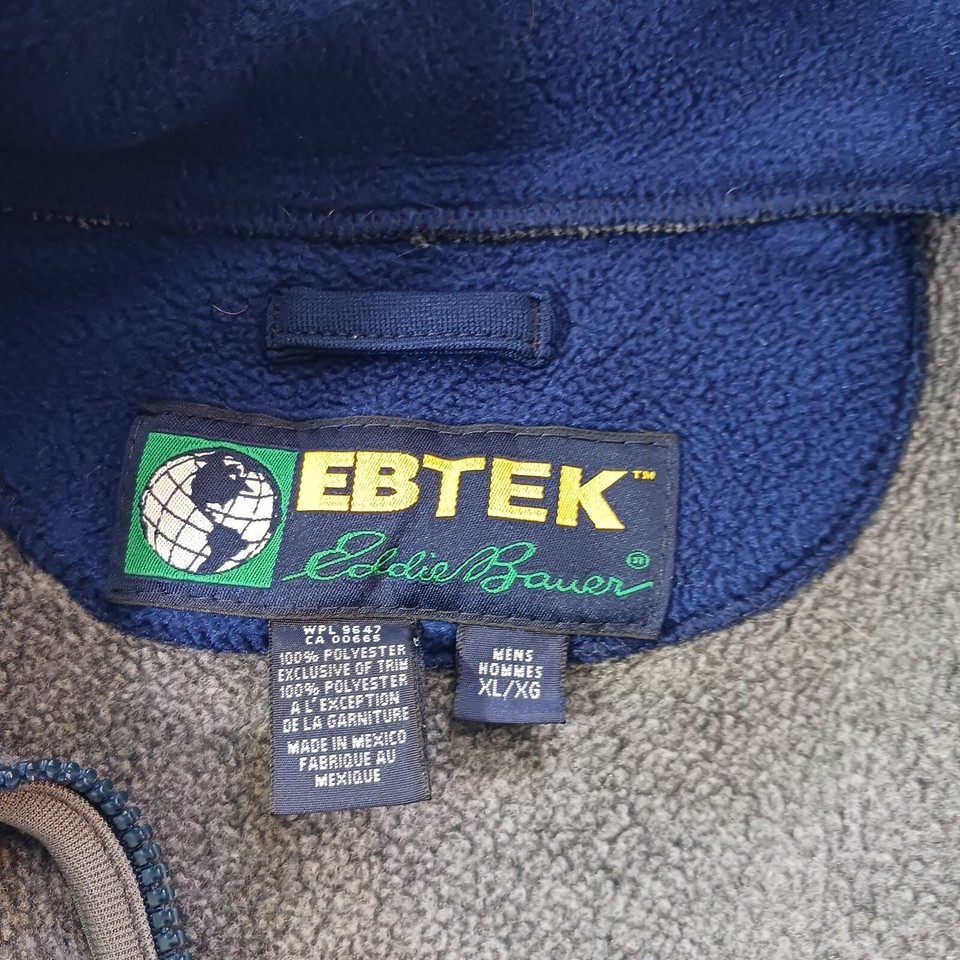 EBTEK™
Eddie Bauer
WPL 9647
CA 00665
100% POLYESTER
EXCLUSIVE OF TRIM
100% POLYESTER
A L'EXCEPTION
DE LA GARNITURE
MADE IN MEXICO
FABRIQUE AU
MEXIQUE
MENS
HOMMES
XL/XG